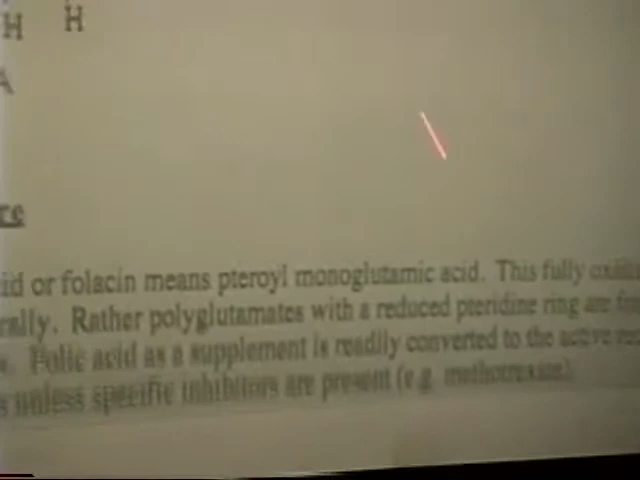 H H
A
re
id or folacin means pteroyl monoglutamic acid. This fully
rally. Rather polyglutamates with a reduced pteridine ring are
s. Folic acid as a supplement is readily converted to the active
s unless specific inhibitors are present (e.g. methotrexate)